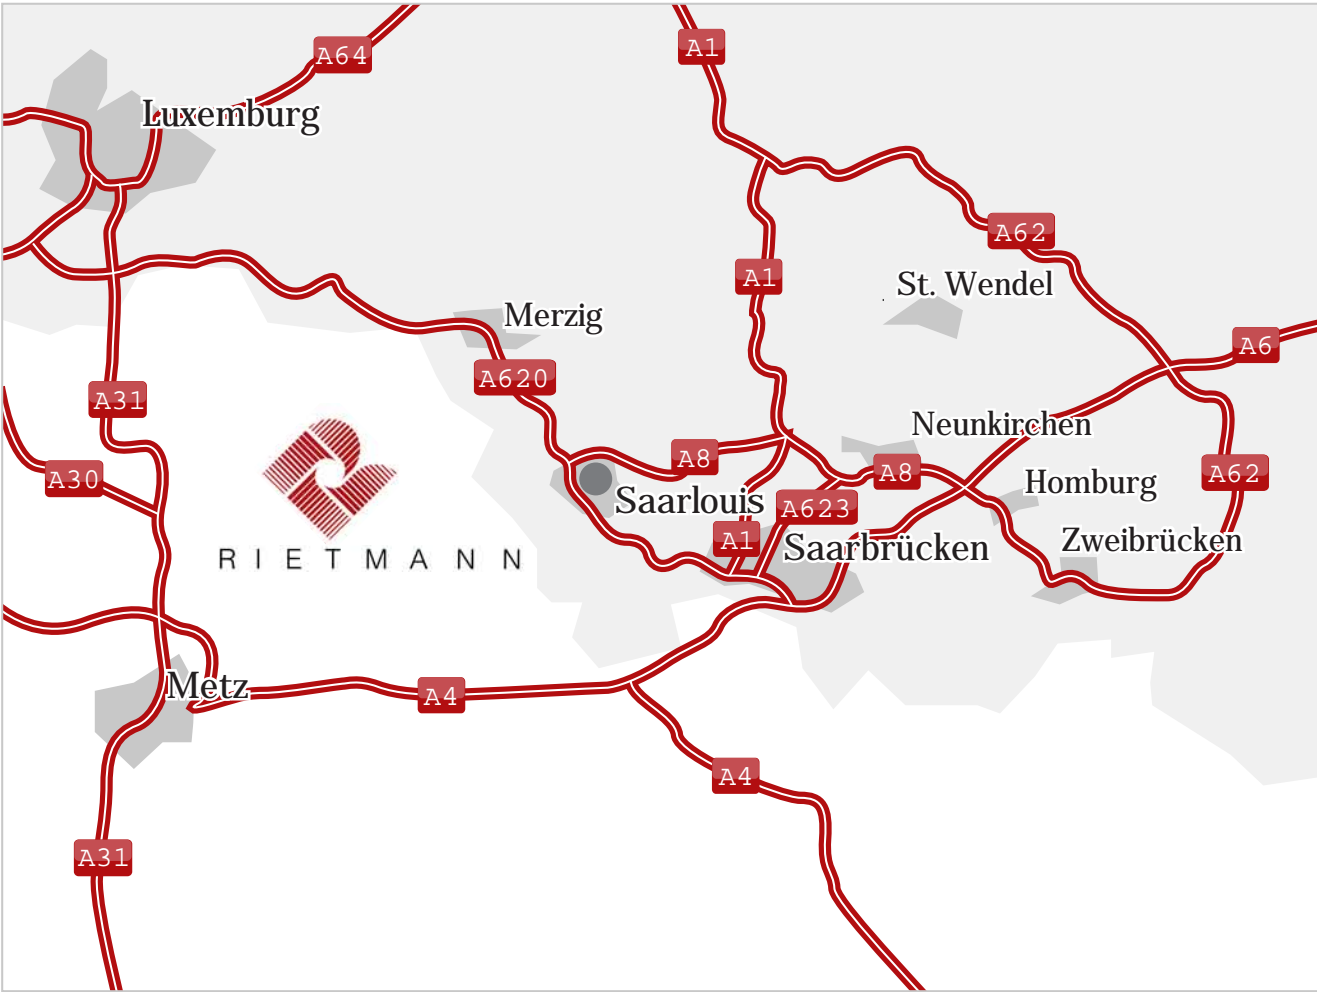 A1
A64
Luxemburg
A62
A1
St. Wendel
Merzig
A6
A620
A31
Neunkirchen
A8
A8
A62
A30
Homburg
Saarlouis
A623
A1
Saarbrücken
Zweibrücken
RIETMANN
Metz
A4
A4
A31